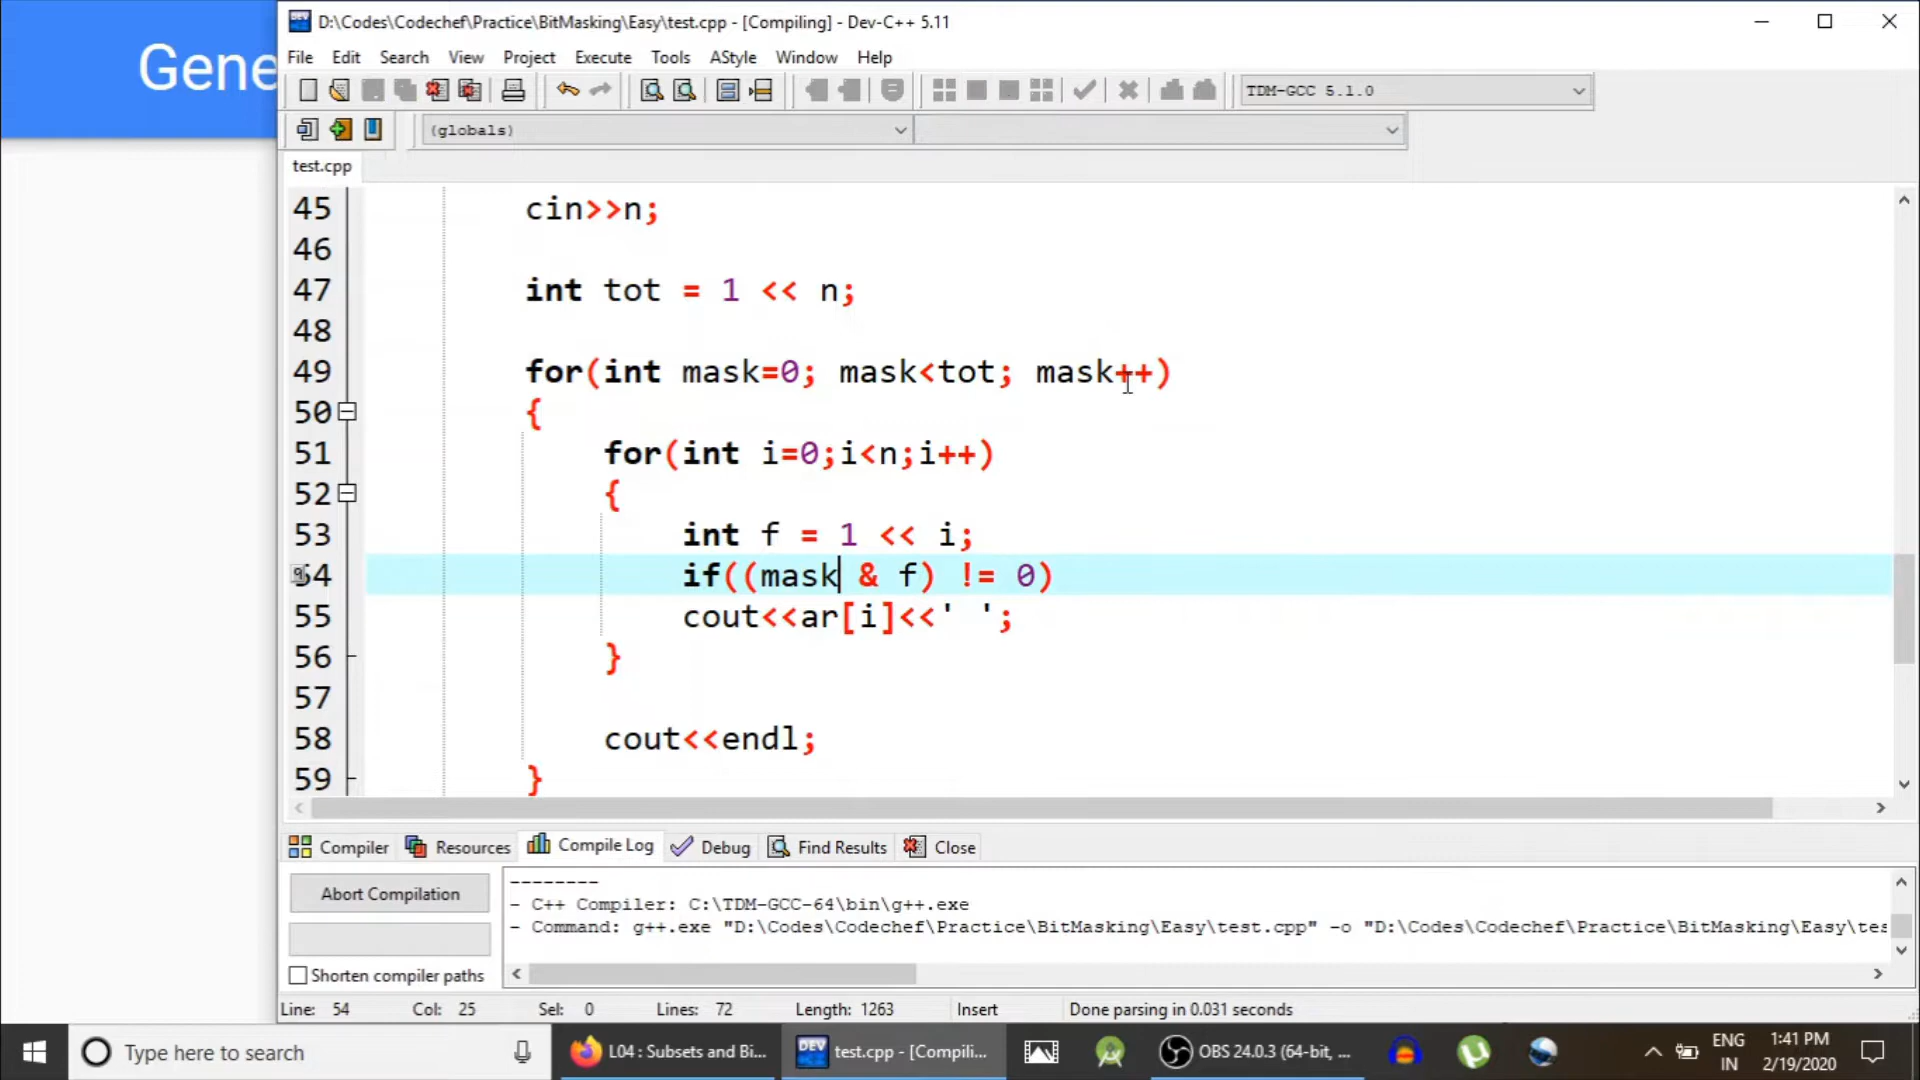 Gene
D:\Codes\Codechef\Practice\BitMasking\Easy\test.cpp - [Compiling] - Dev-C++ 5.11
File Edit Search View Project Execute Tools AStyle Window Help
TDM-GCC 5.1.0
(globals)
test.cpp
45 cin>>n;
46
47 int tot = 1 << n;
48
49 for(int mask=0; mask<tot; mask++)
50 {
51 for(int i=0;i<n;i++)
52 {
53 int f = 1 << i;
54 if((mask & f) != 0)
55 cout<<ar[i]<<' ';
56 }
57
58 cout<<endl;
59 }
Compiler Resources Compile Log Debug Find Results Close
Abort Compilation
Shorten compiler paths
--------
- C++ Compiler: C:\TDM-GCC-64\bin\g++.exe
- Command: g++.exe "D:\Codes\Codechef\Practice\BitMasking\Easy\test.cpp" -o "D:\Codes\Codechef\Practice\BitMasking\Easy\tes
Line: 54 Col: 25 Sel: 0 Lines: 72 Length: 1263 Insert Done parsing in 0.031 seconds
Type here to search
L04 : Subsets and Bi...
test.cpp - [Compili...
OBS 24.0.3 (64-bit, ...
ENG
IN
1:41 PM
2/19/2020